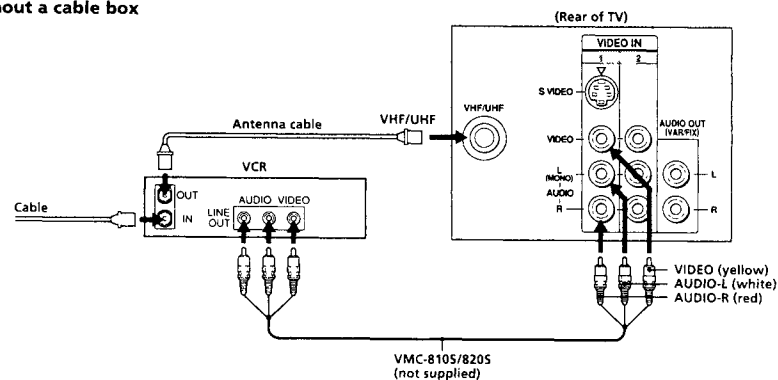 hout a cable box
(Rear of TV)
VIDEO IN
1 2
S VIDEO
Antenna cable
VHF/UHF
VHF/UHF
VIDEO
AUDIO OUT
(VAR/FIX)
VCR
L
(MONO)
AUDIO
R
L
R
OUT
IN
AUDIO VIDEO
LINE
OUT
Cable
VIDEO (yellow)
AUDIO-L (white)
AUDIO-R (red)
VMC-810S/820S
(not supplied)